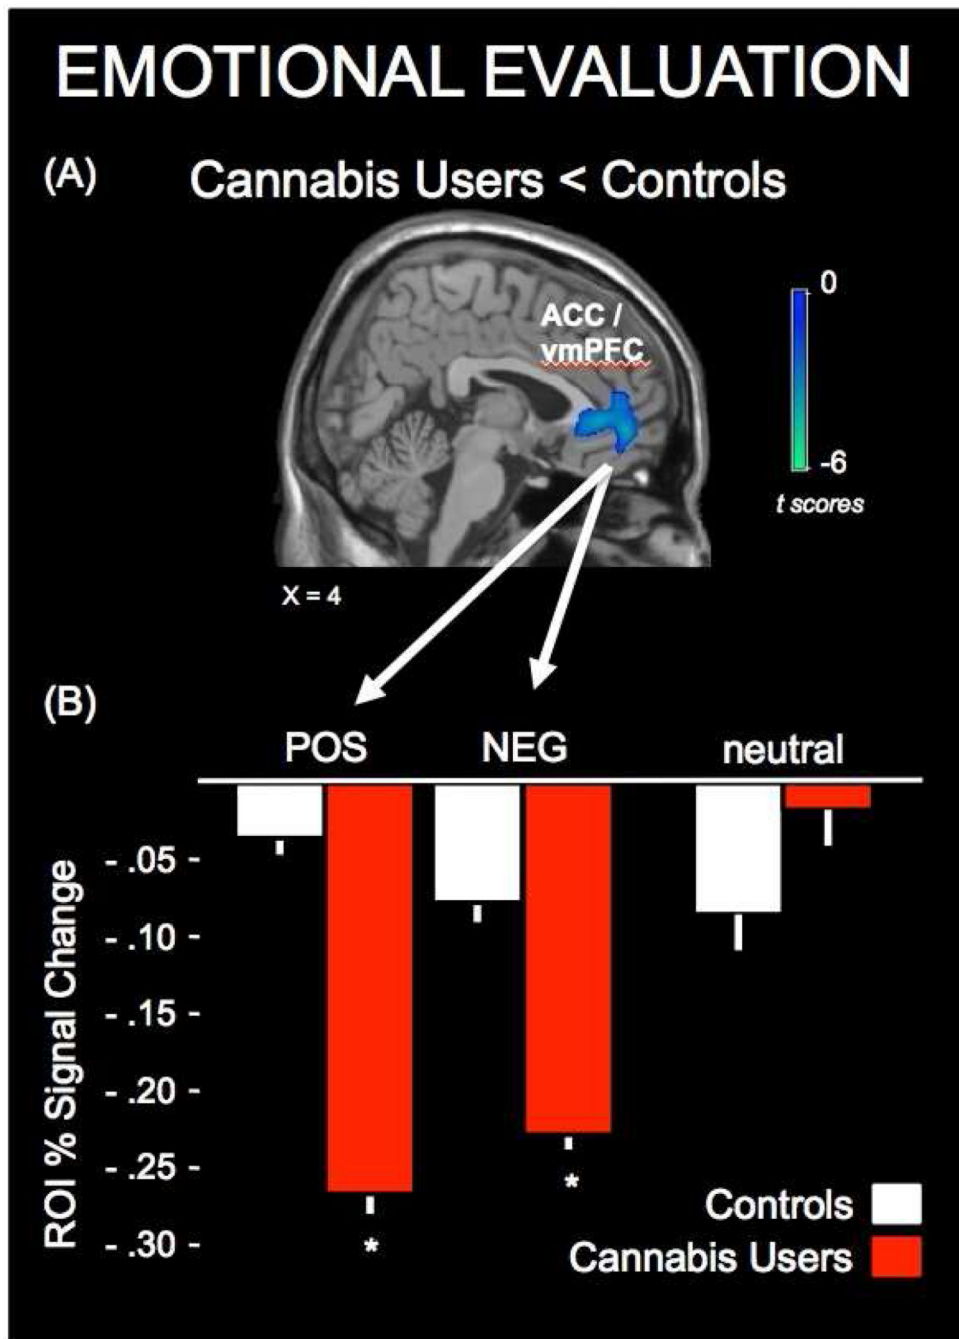 EMOTIONAL EVALUATION
(A)
Cannabis Users < Controls
ACC /
vmPFC
0
-6
t scores
X = 4
(B)
POS NEG neutral
ROI % Signal Change
- .05 -
- .10 -
- .15 -
- .20 -
- .25 -
- .30 -
*
*
Controls
Cannabis Users